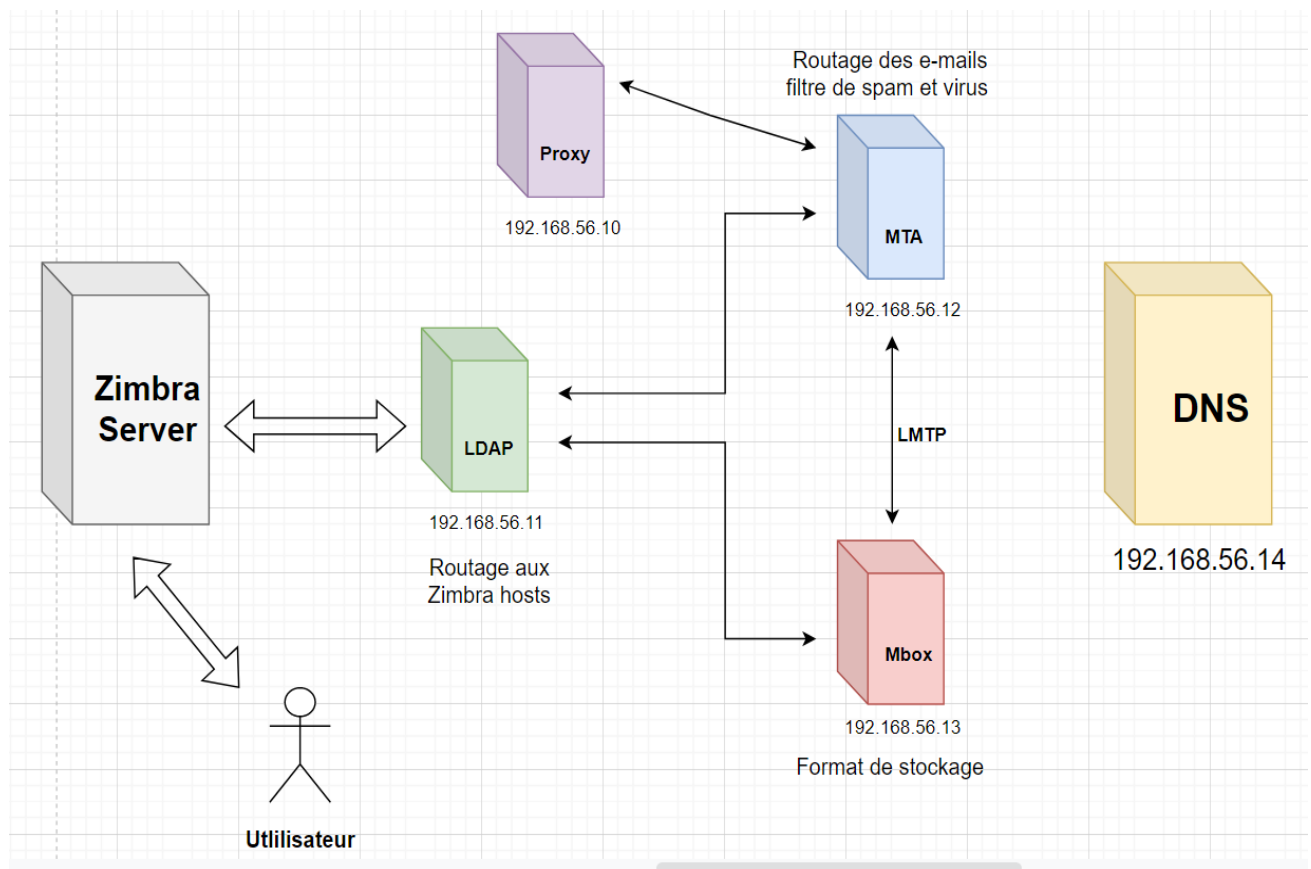 Routage des e-mails
filtre de spam et virus
Proxy
192.168.56.10
MTA
192.168.56.12
Zimbra
Server
LDAP
192.168.56.11
Routage aux
Zimbra hosts
LMTP
DNS
192.168.56.14
Mbox
192.168.56.13
Format de stockage
Utlilisateur